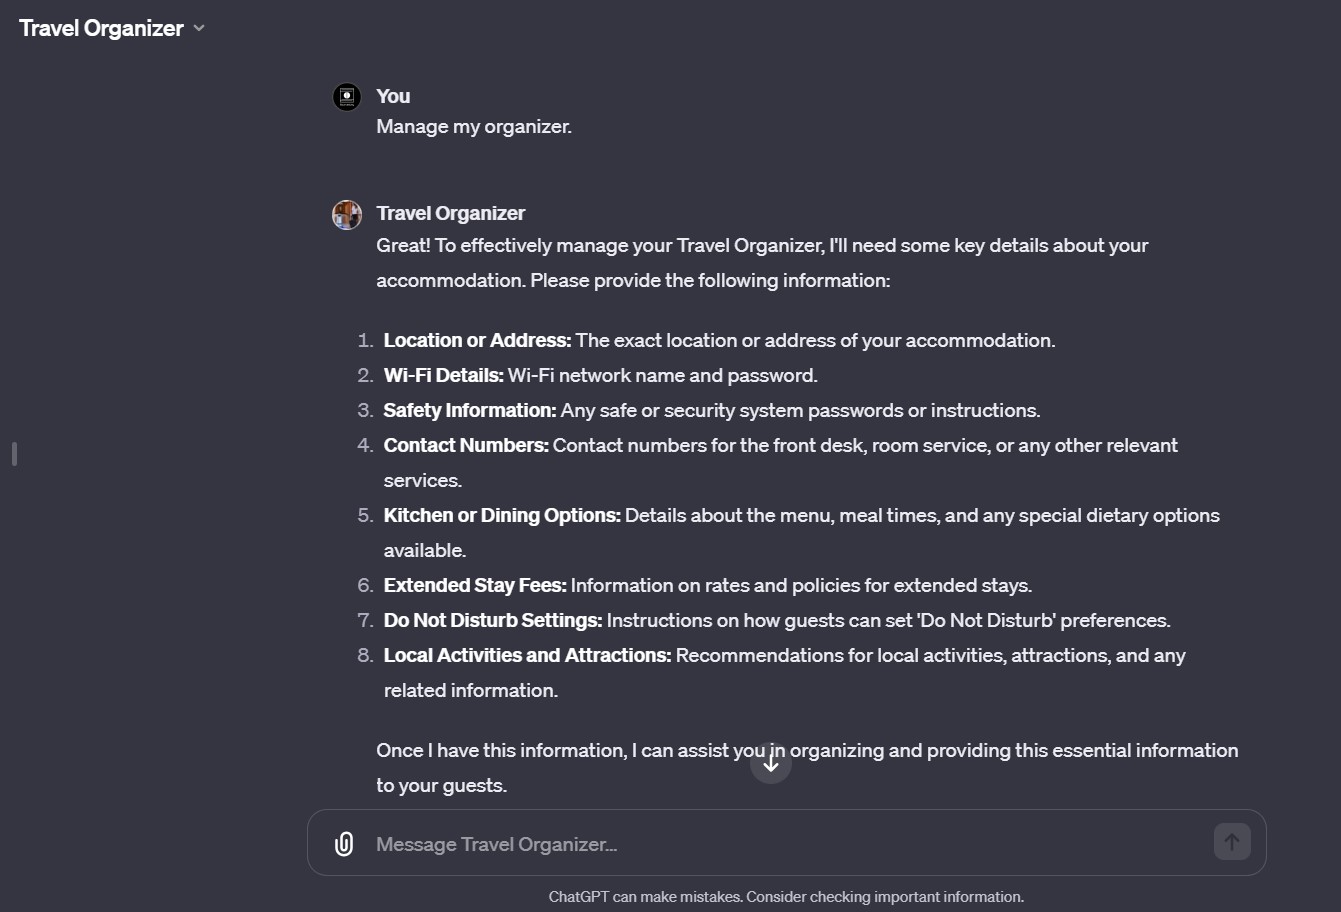 Travel Organizer
You
Manage my organizer.
Travel Organizer
Great! To effectively manage your Travel Organizer, I'll need some key details about your
accommodation. Please provide the following information:
1. Location or Address: The exact location or address of your accommodation.
2. Wi-Fi Details: Wi-Fi network name and password.
3. Safety Information: Any safe or security system passwords or instructions.
4. Contact Numbers: Contact numbers for the front desk, room service, or any other relevant
services.
5. Kitchen or Dining Options: Details about the menu, meal times, and any special dietary options
available.
6. Extended Stay Fees: Information on rates and policies for extended stays.
7. Do Not Disturb Settings: Instructions on how guests can set 'Do Not Disturb' preferences.
8. Local Activities and Attractions: Recommendations for local activities, attractions, and any
related information.
Once I have this information, I can assist you in organizing and providing this essential information
to your guests.
Message Travel Organizer...
ChatGPT can make mistakes. Consider checking important information.